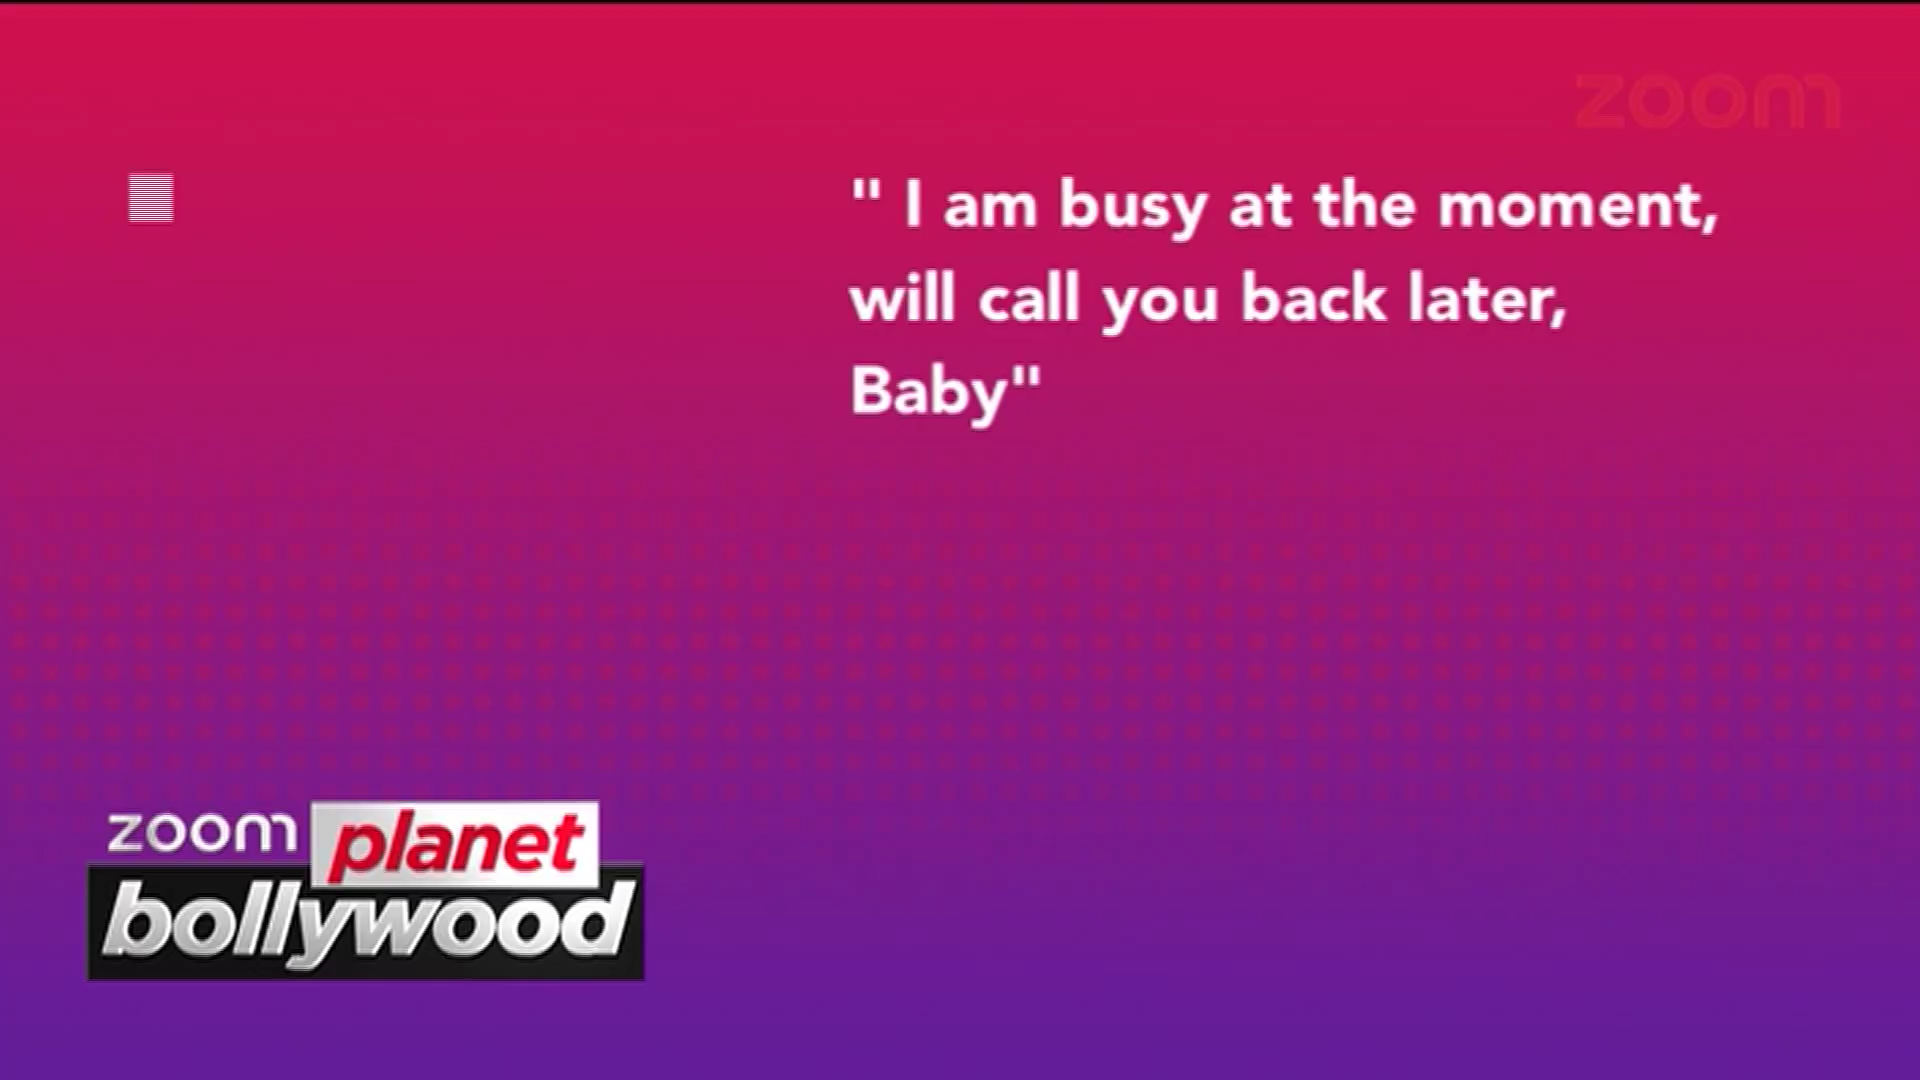 zoom
" I am busy at the moment,
will call you back later,
Baby"
zoom planet
bollywood